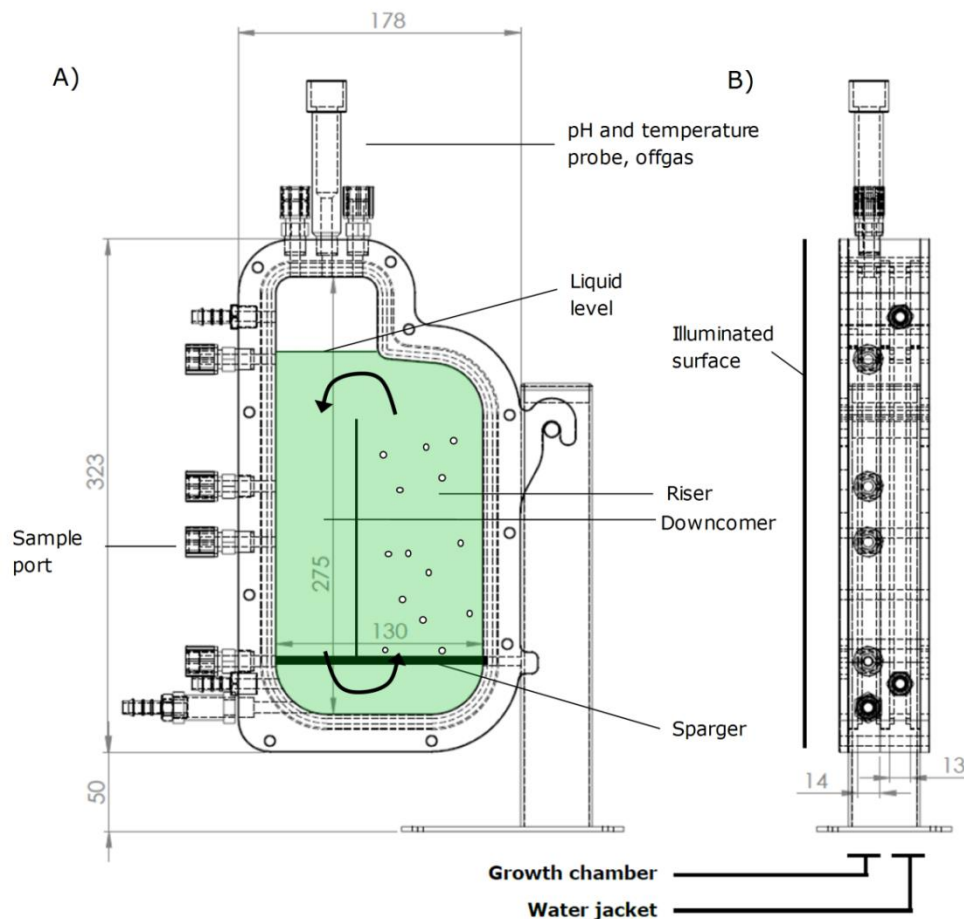 178
A)
B)
pH and temperature
probe, offgas
Liquid
level
Illuminated
surface
323
Riser
Downcomer
Sample
port
275
130
Sparger
50
14
13
Growth chamber
Water jacket